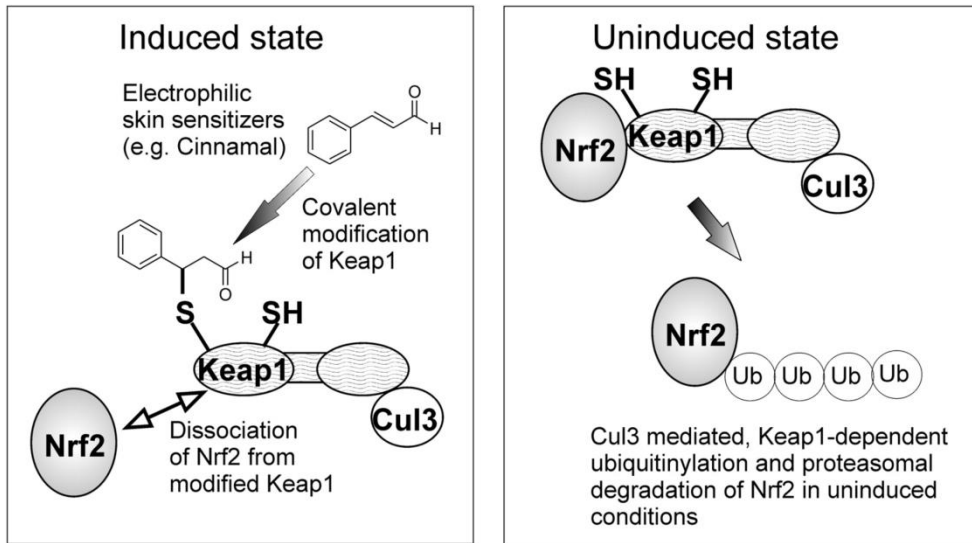 Induced state
Electrophilic
skin sensitizers
(e.g. Cinnamal)
O
H
Covalent
modification
of Keap1
H
O
S
SH
Keap1
Cul3
Nrf2
Dissociation
of Nrf2 from
modified Keap1
Uninduced state
SH
SH
Nrf2
Keap1
Cul3
Nrf2
Ub
Ub
Ub
Ub
Cul3 mediated, Keap1-dependent
ubiquitinylation and proteasomal
degradation of Nrf2 in uninduced
conditions